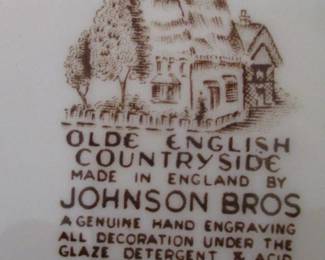 OLDE ENGLISH
COUNTRYSIDE
MADE IN ENGLAND BY
JOHNSON BROS
A GENUINE HAND ENGRAVING
ALL DECORATION UNDER THE
GLAZE DETERGENT & ACID